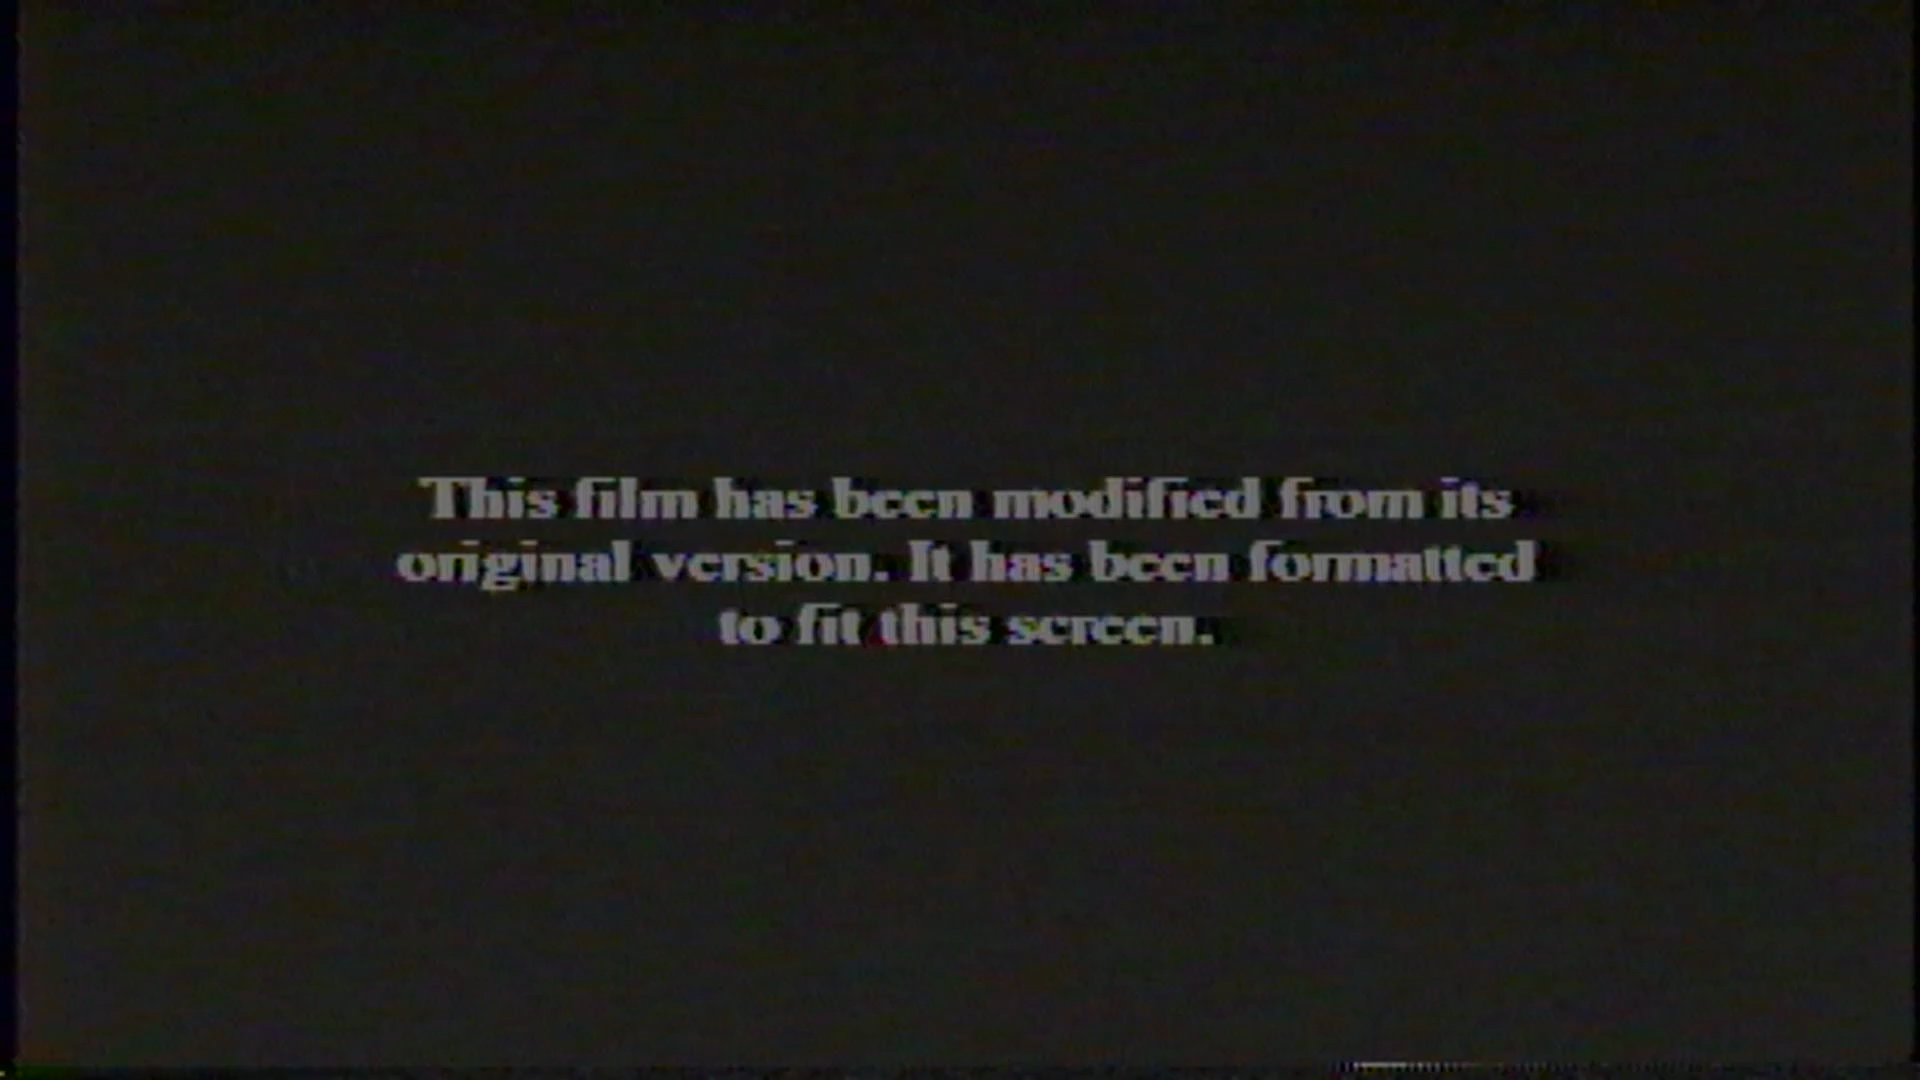 This film has been modified from its
original version. It has been formatted
to fit this screen.